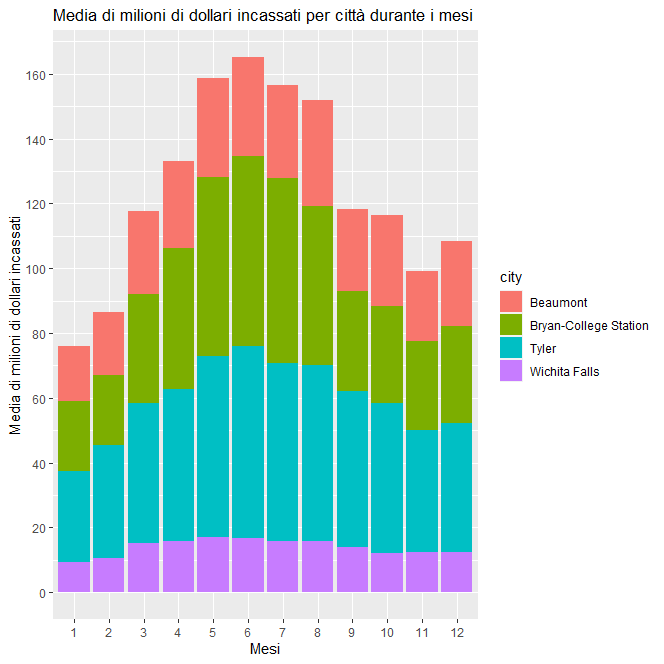 Media di milioni di dollari incassati per città durante i mesi
Media di milioni di dollari incassati
160
140
120
100
80
60
40
20
0
1 2 3 4 5 6 7 8 9 10 11 12
Mesi
city
Beaumont
Bryan-College Station
Tyler
Wichita Falls